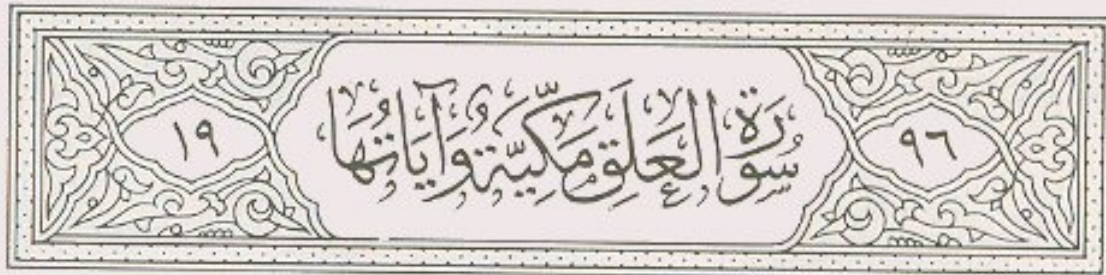 ٩٦ سُورَةُ العَلَقِ مَكِّيَّة وَآيَاتُهَا ١٩